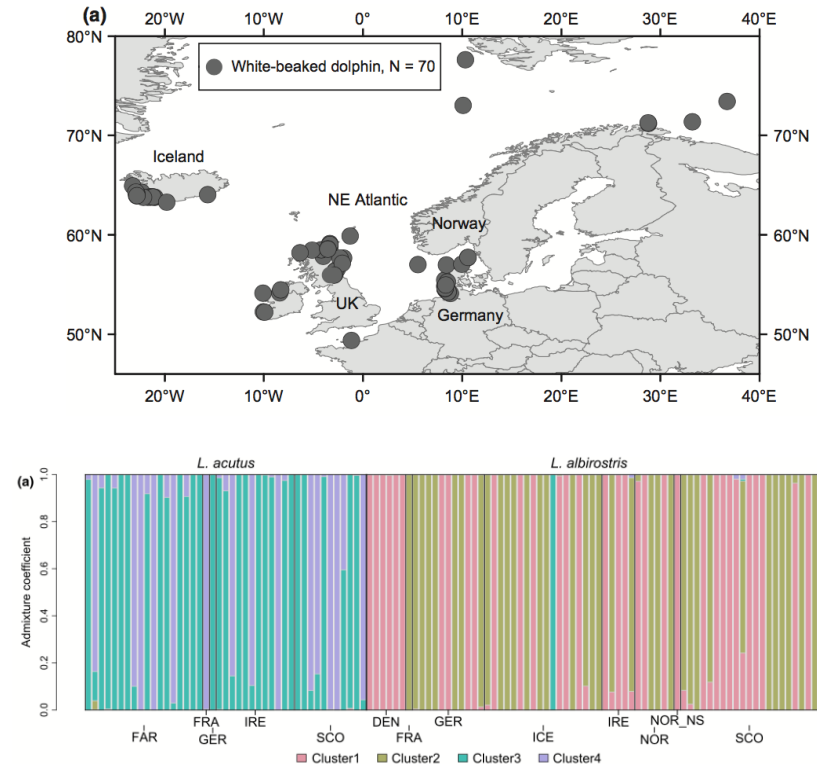 (a)
20°W 10°W 0° 10°E 20°E 30°E 40°E
80°N
White-beaked dolphin, N = 70
70°N 70°N
Iceland
NE Atlantic
60°N 60°N
Norway
UK
Germany
50°N 50°N
20°W 10°W 0° 10°E 20°E 30°E 40°E
L. acutus L. albirostris
(a)
1.0
0.8
0.6
0.4
0.2
0.0
Admixture coefficient
FRA IRE DEN GER IRE NOR_NS
FAR GER SCO FRA ICE NOR SCO
Cluster1 Cluster2 Cluster3 Cluster4